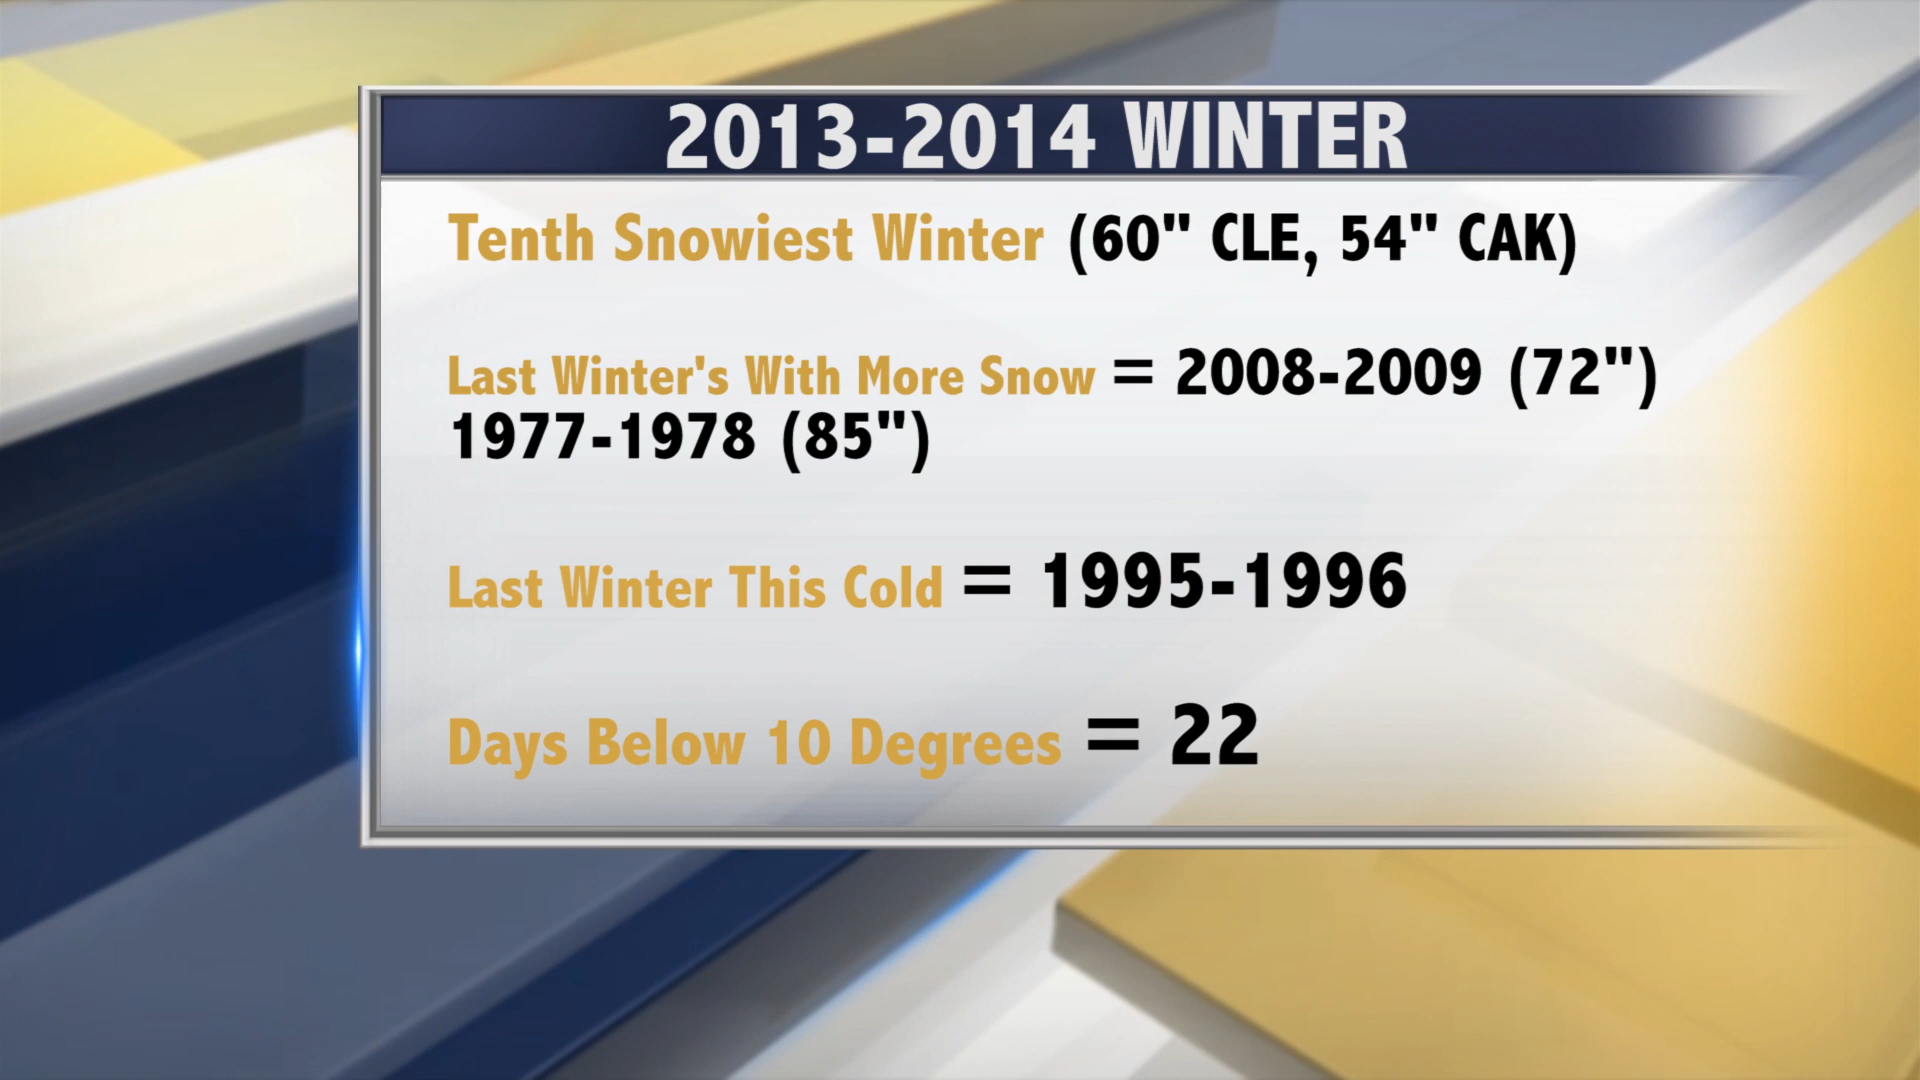 2013-2014 WINTER
Tenth Snowiest Winter (60" CLE, 54" CAK)
Last Winter's With More Snow = 2008-2009 (72")
1977-1978 (85")
Last Winter This Cold = 1995-1996
Days Below 10 Degrees = 22